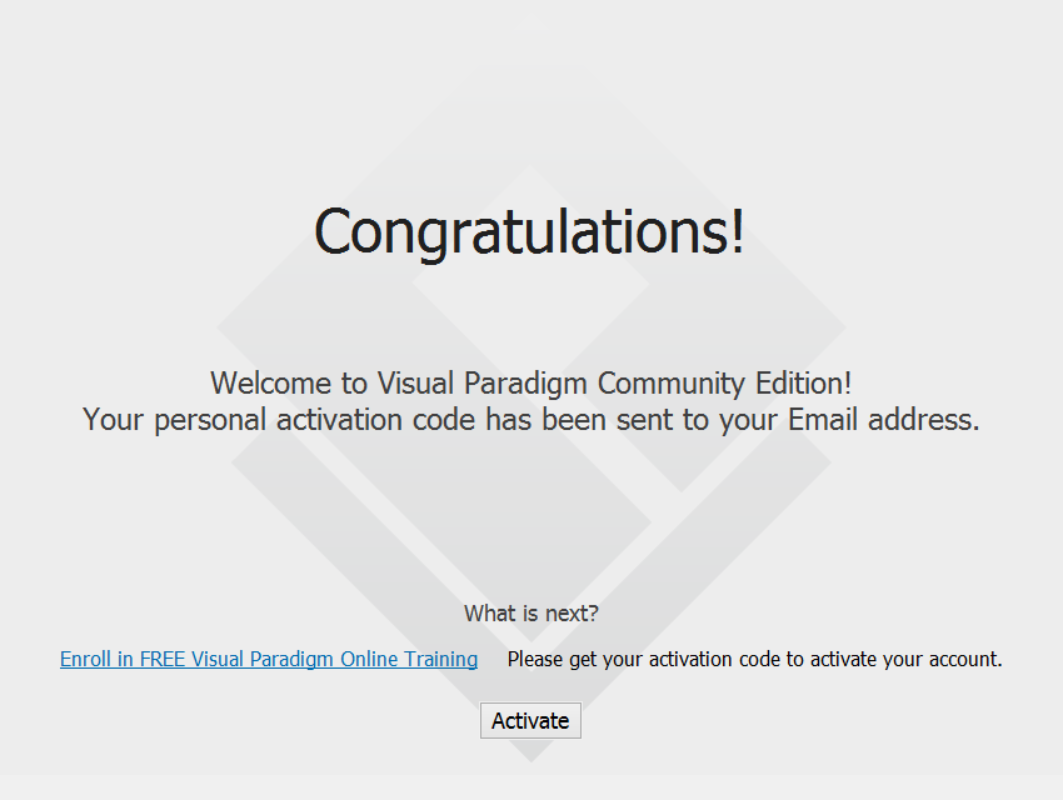 Congratulations!
Welcome to Visual Paradigm Community Edition!
Your personal activation code has been sent to your Email address.
What is next?
Enroll in FREE Visual Paradigm Online Training Please get your activation code to activate your account.
Activate